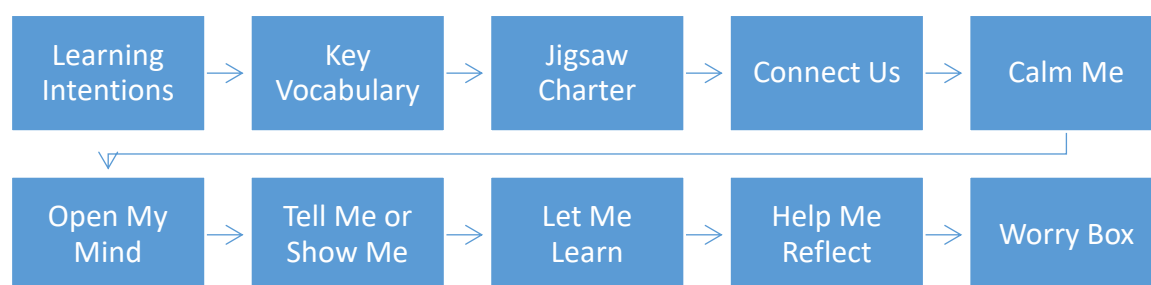 Learning
Intentions
Key
Vocabulary
Jigsaw
Charter
Connect Us
Calm Me
Open My
Mind
Tell Me or
Show Me
Let Me
Learn
Help Me
Reflect
Worry Box